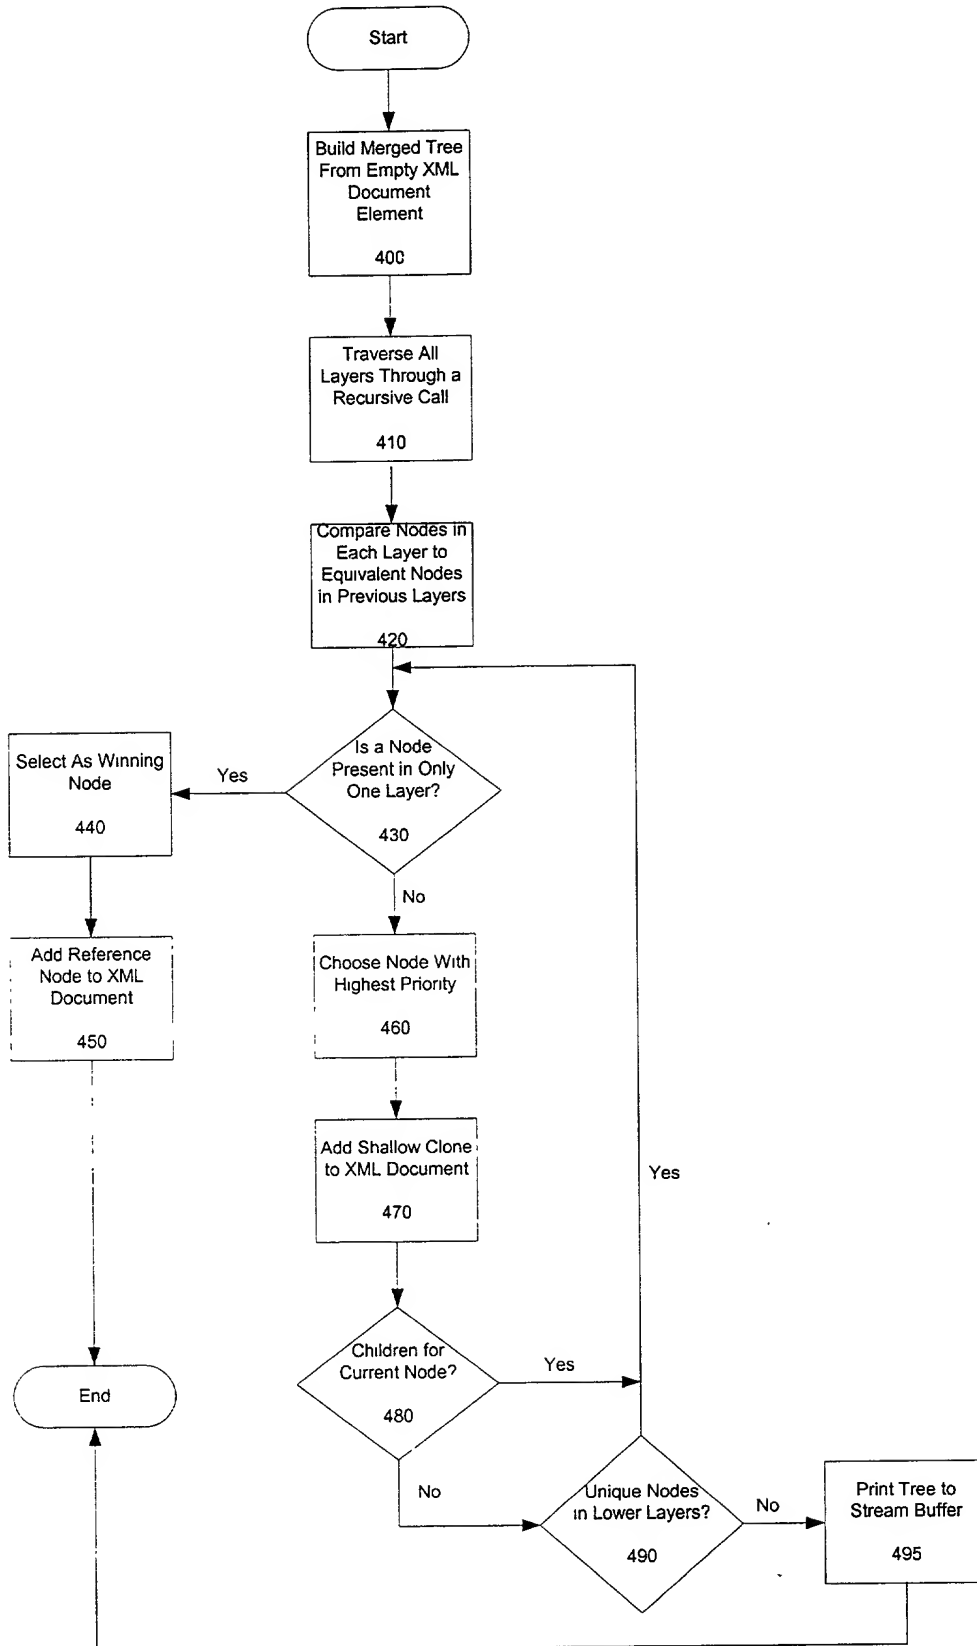 Start
Build Merged Tree
From Empty XML
Document
Element
400
Traverse All
Layers Through a
Recursive Call
410
Compare Nodes in
Each Layer to
Equivalent Nodes
in Previous Layers
420
Is a Node
Present in Only
One Layer?
430
Yes
Select As Winning
Node
440
No
Add Reference
Node to XML
Document
450
Choose Node With
Highest Priority
460
Add Shallow Clone
to XML Document
470
Yes
Children for
Current Node?
480
Yes
End
No
Unique Nodes
in Lower Layers?
490
No
Print Tree to
Stream Buffer
495